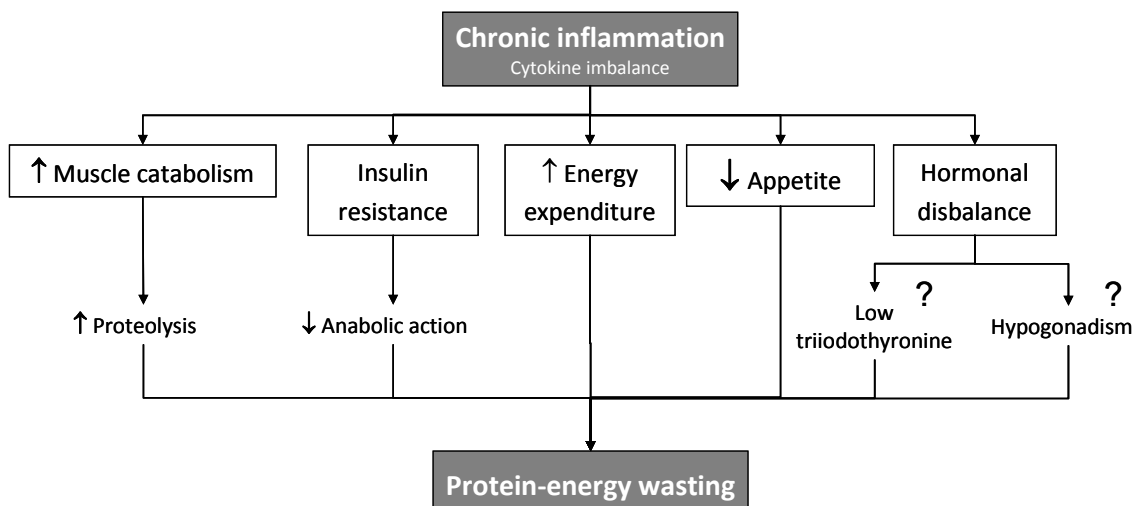 Chronic inflammation
Cytokine imbalance
↑ Muscle catabolism
Insulin
resistance
↑ Energy
expenditure
↓ Appetite
Hormonal
disbalance
↑ Proteolysis
↓ Anabolic action
?
Low
triiodothyronine
?
Hypogonadism
Protein-energy wasting